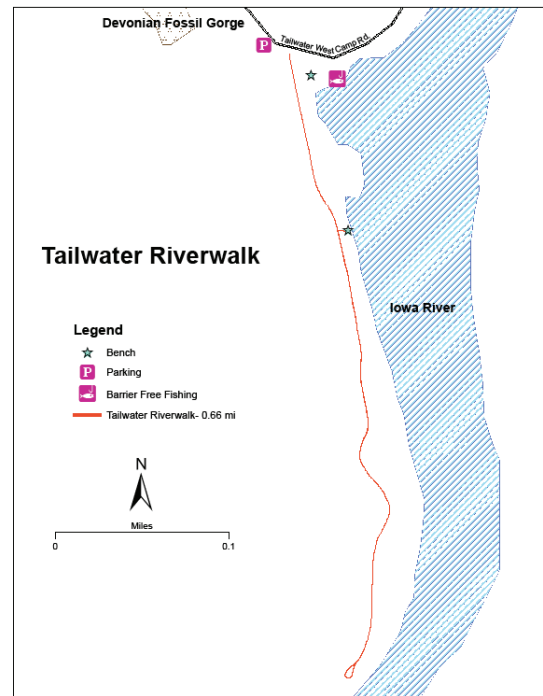 Devonian Fossil Gorge
P
Tailwater West Camp Rd.
Tailwater Riverwalk
Iowa River
Legend
Bench
P Parking
Barrier Free Fishing
Tailwater Riverwalk- 0.66 mi
N
Miles
0 0.1